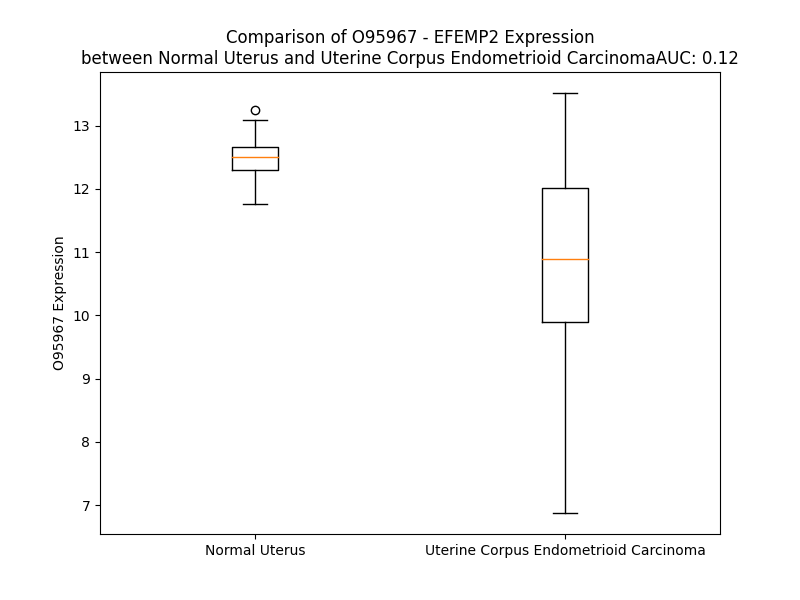 Comparison of O95967 - EFEMP2 Expression
between Normal Uterus and Uterine Corpus Endometrioid CarcinomaAUC: 0.12
13
12
11
10
9
8
7
O95967 Expression
Normal Uterus
Uterine Corpus Endometrioid Carcinoma